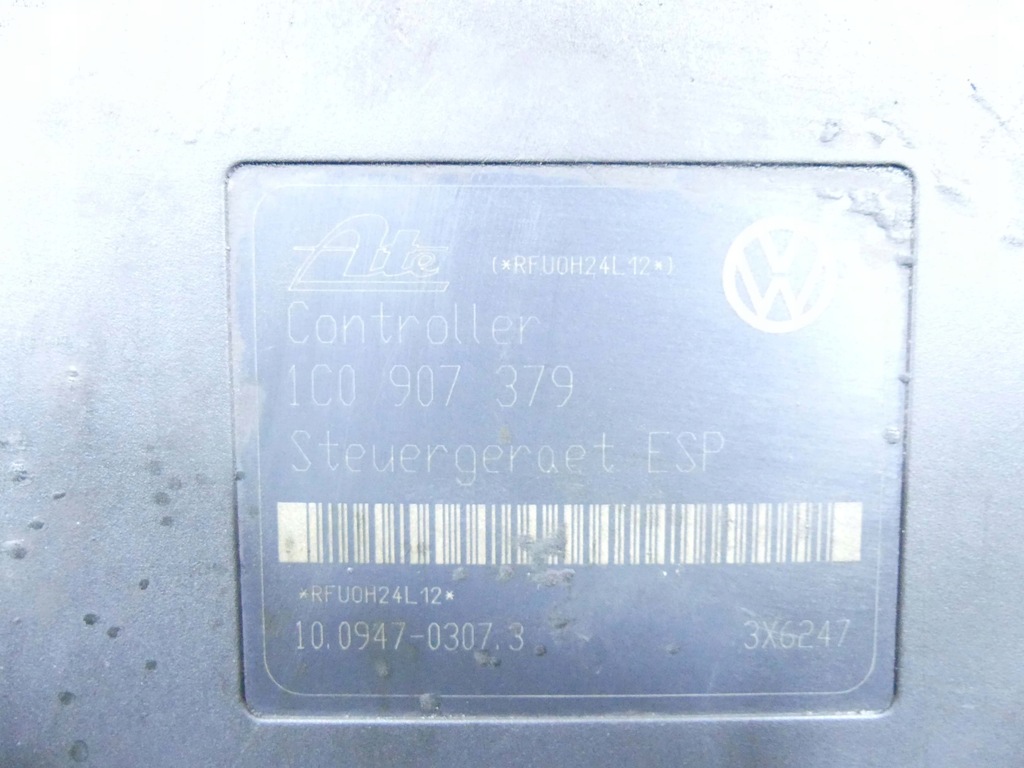 Ate (*RFU0H24L12*)
Controller
1C0 907 379
Steuergeraet ESP
*RFU0H24L12*
10.0947-0307.3 3X6247